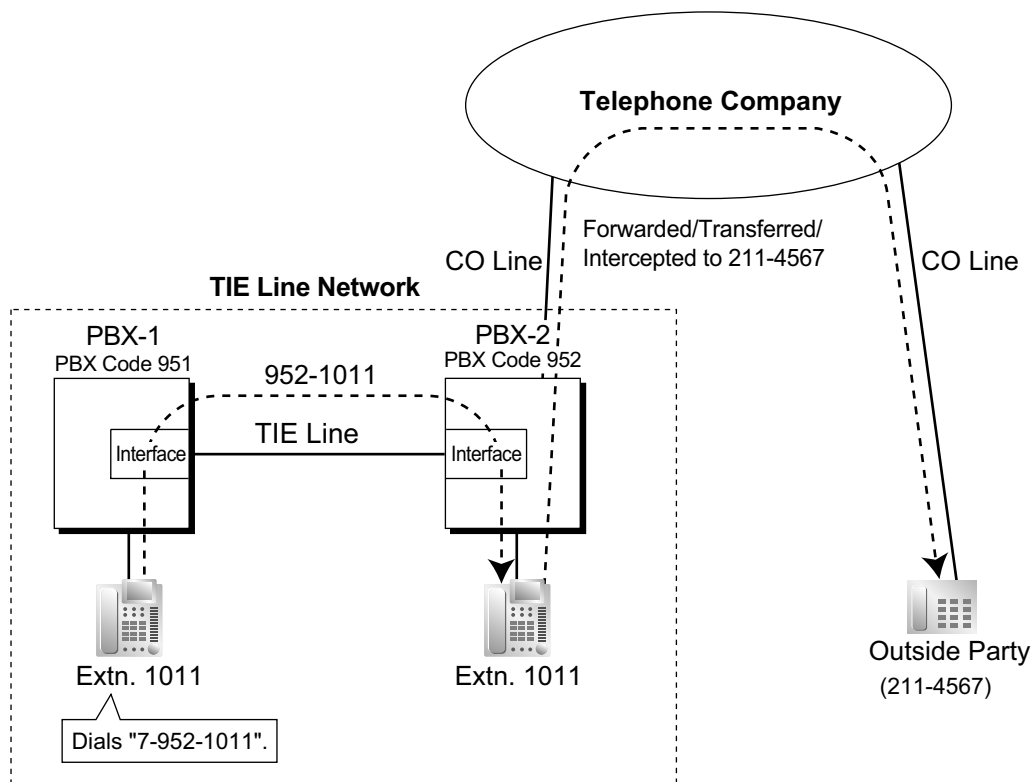 Telephone Company
Forwarded/Transferred/
Intercepted to 211-4567
CO Line
CO Line
TIE Line Network
PBX-1
PBX Code 951
PBX-2
PBX Code 952
952-1011
TIE Line
Interface
Interface
Extn. 1011
Extn. 1011
Outside Party
(211-4567)
Dials "7-952-1011".